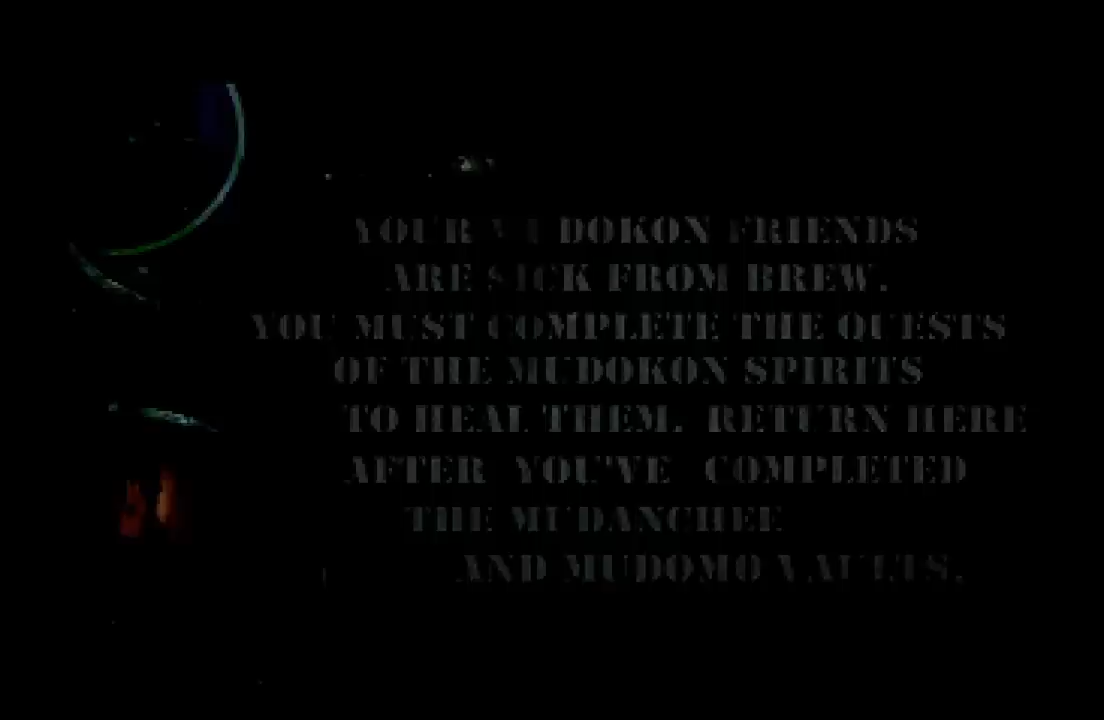 YOUR MUDOKON FRIENDS
ARE SICK FROM BREW.
YOU MUST COMPLETE THE QUESTS
OF THE MUDOKON SPIRITS
TO HEAL THEM. RETURN HERE
AFTER YOU'VE COMPLETED
THE MUDANCHEE
AND MUDOMO VAULTS.